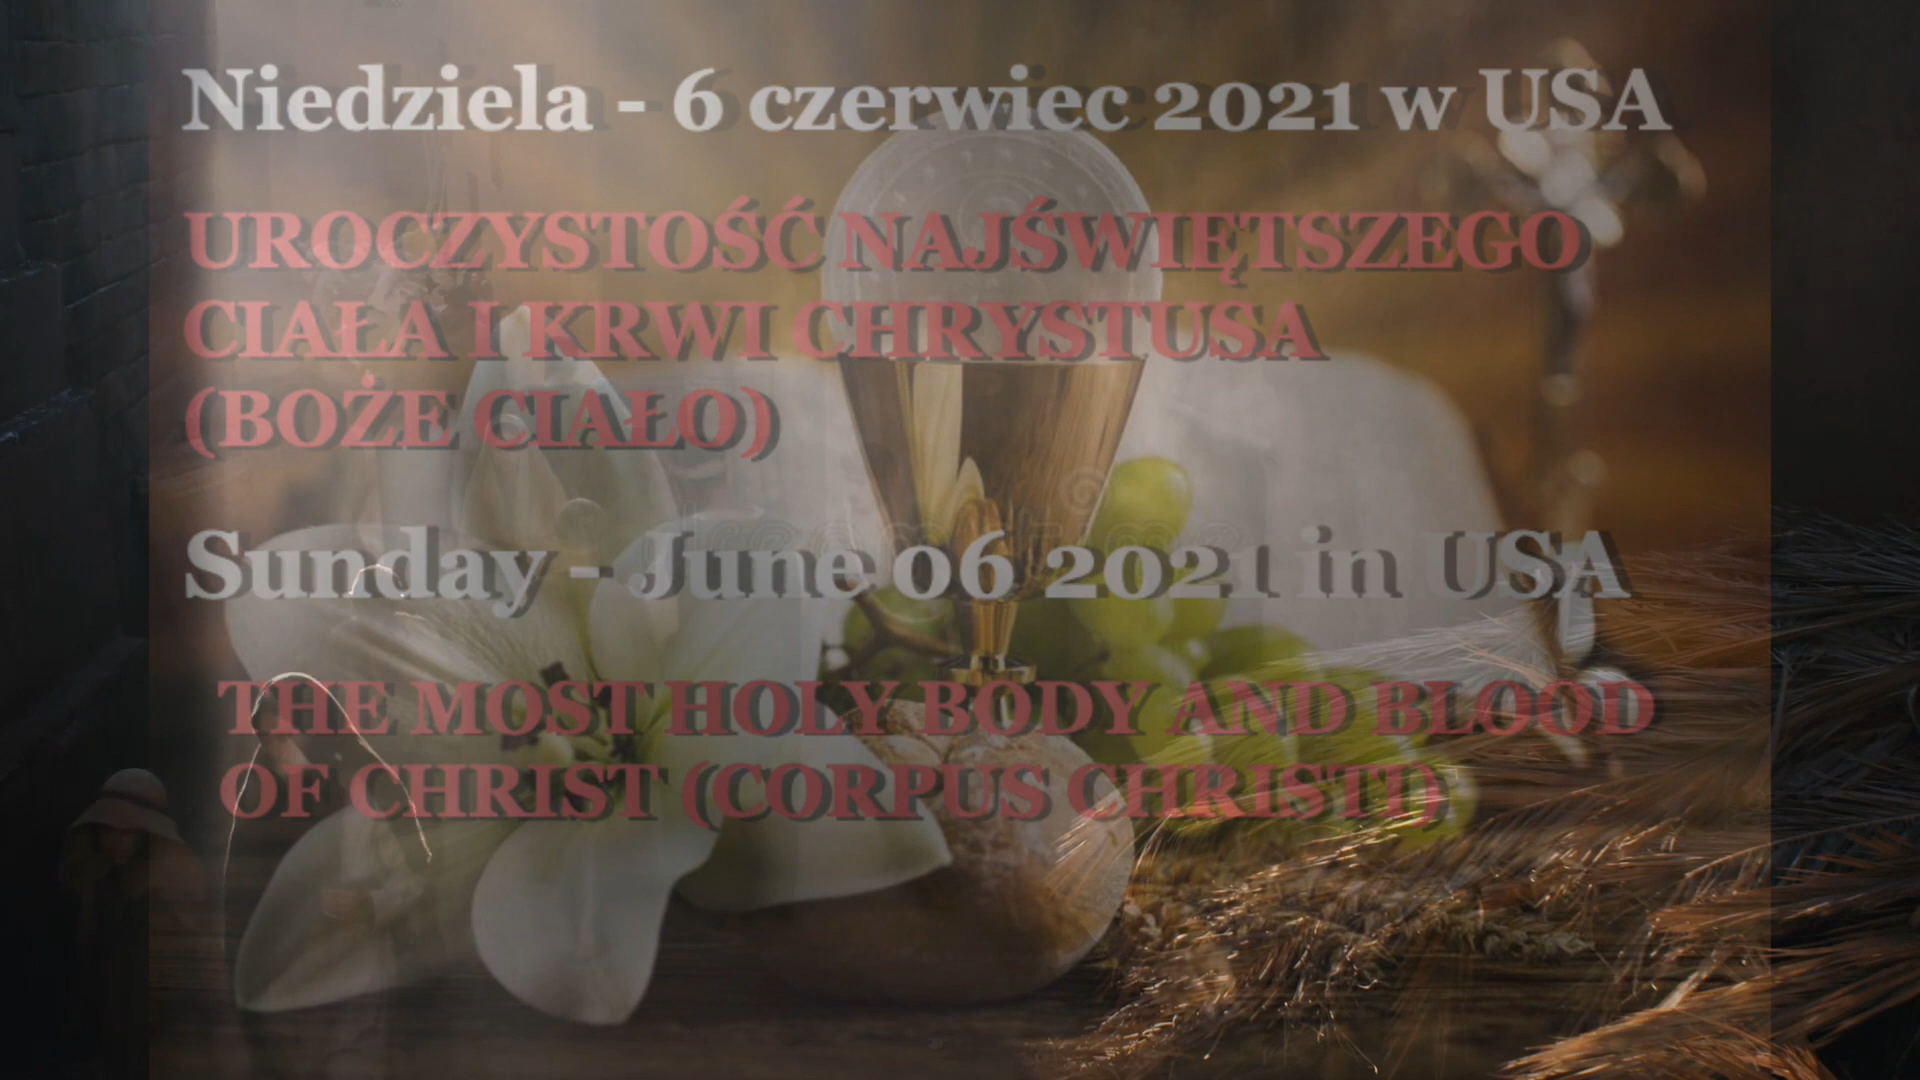 Niedziela - 6 czerwiec 2021 w USA
UROCZYSTOŚĆ NAJŚWIĘTSZEGO
CIAŁA I KRWI CHRYSTUSA
(BOŻE CIAŁO)
Sunday - June 06 2021 in USA
THE MOST HOLY BODY AND BLOOD
OF CHRIST (CORPUS CHRISTI)